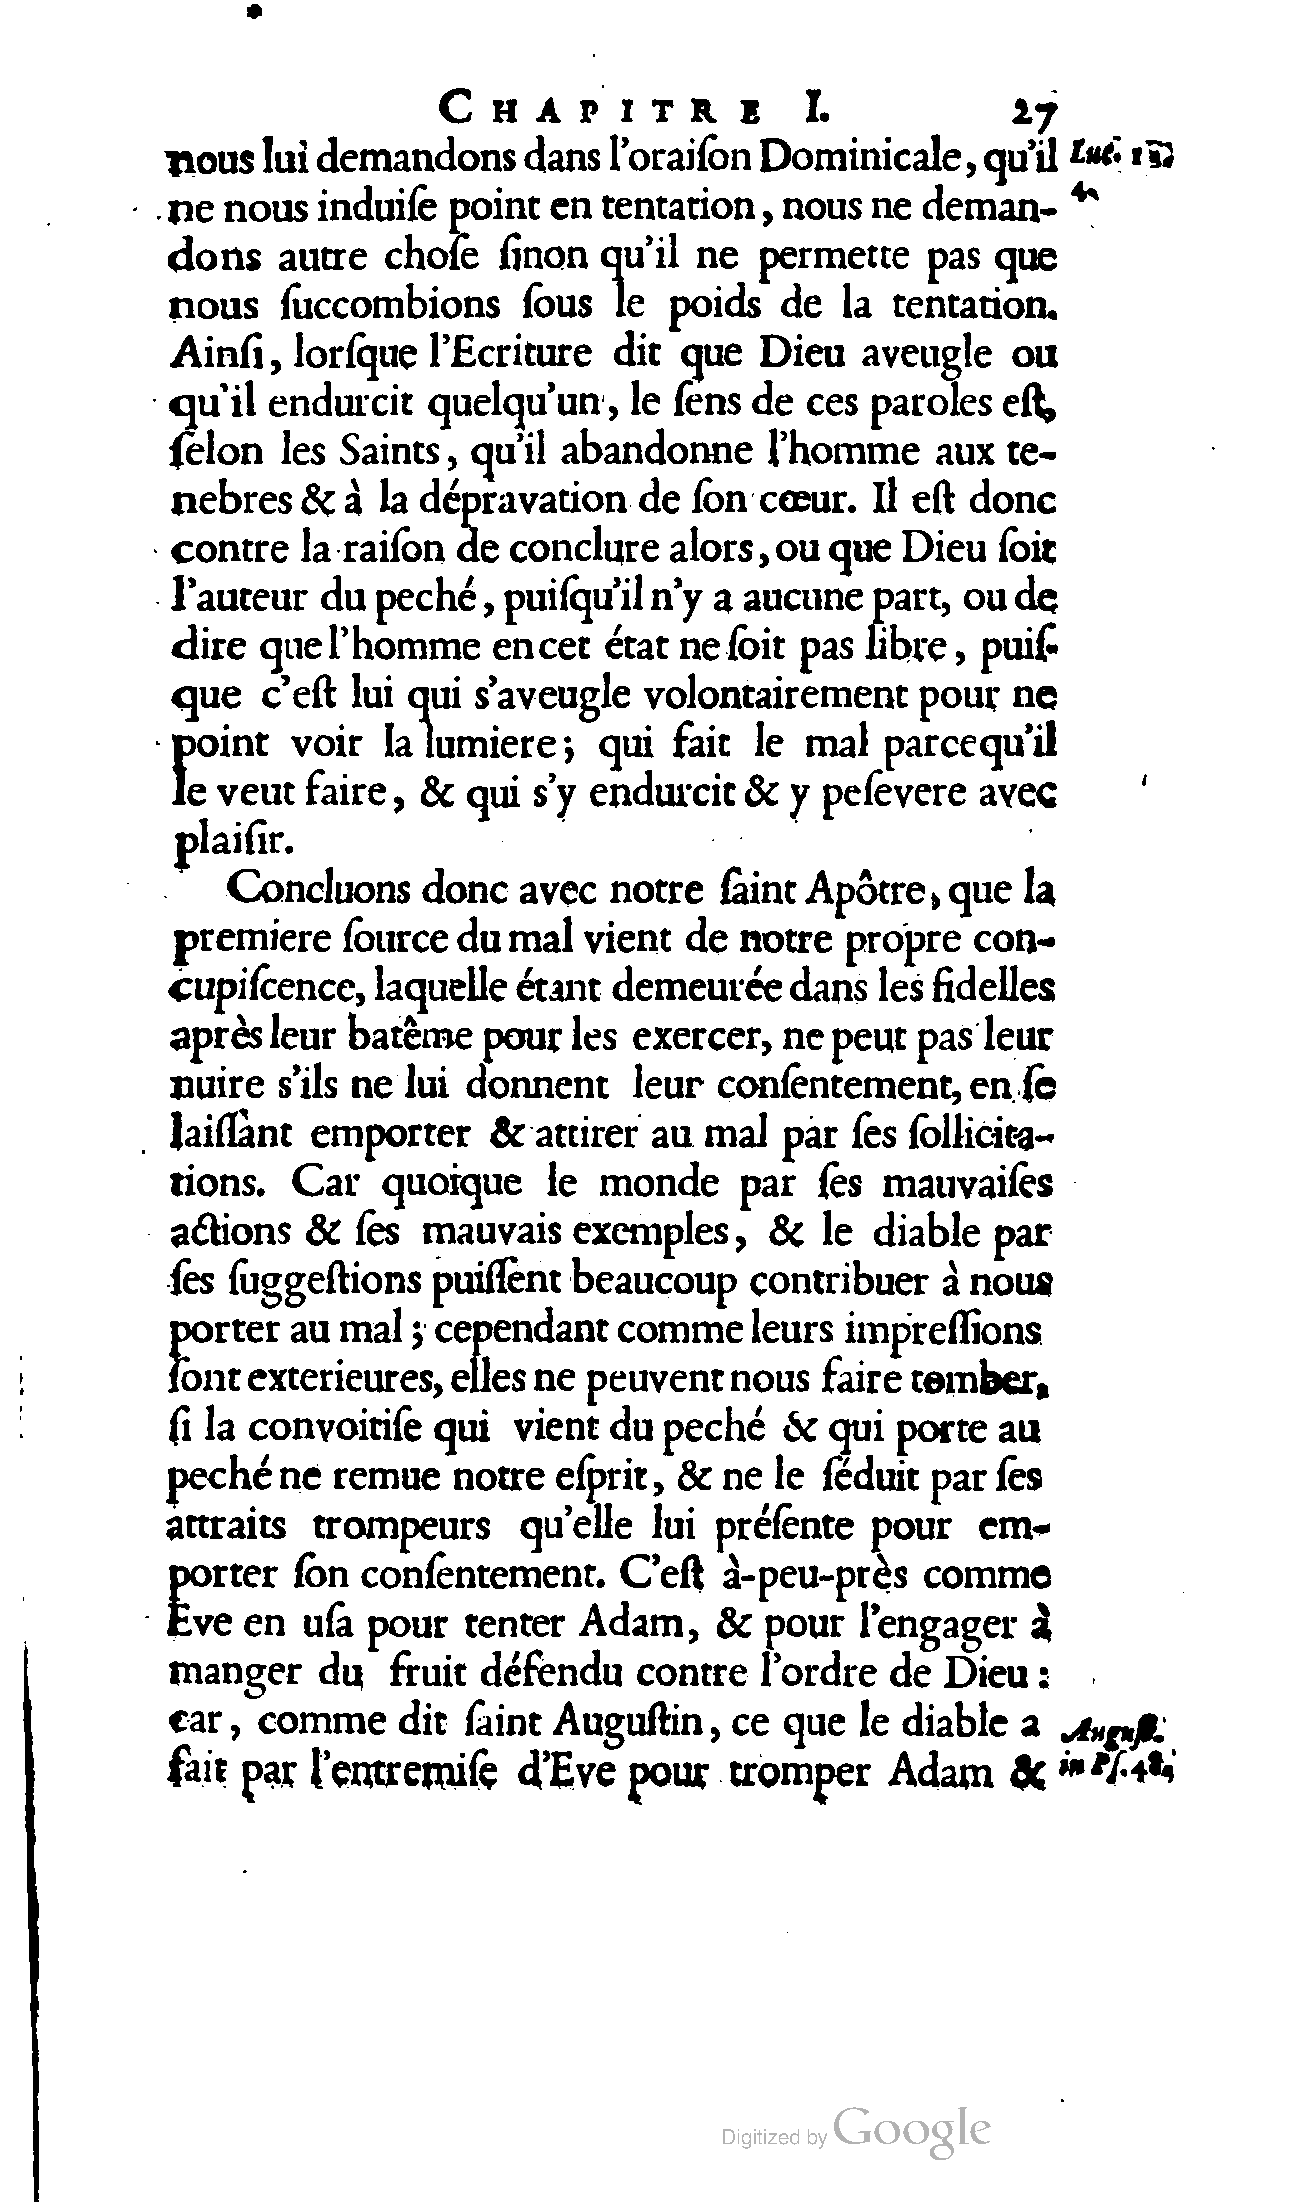 CHAPITRE I. 27
nous lui demandons dans l'oraiſon Dominicale, qu'il Luc. 11.
ne nous induiſe point en tentation, nous ne deman- 4.
dons autre choſe ſinon qu'il ne permette pas que
nous ſuccombions ſous le poids de la tentation.
Ainſi, lorſque l'Ecriture dit que Dieu aveugle ou
qu'il endurcit quelqu'un, le ſens de ces paroles eſt,
ſelon les Saints, qu'il abandonne l'homme aux te-
nebres & à la dépravation de ſon cœur. Il eſt donc
contre la raiſon de conclure alors, ou que Dieu ſoit
l'auteur du peché, puiſqu'il n'y a aucune part, ou de
dire que l'homme en cet état ne ſoit pas libre, puiſ-
que c'eſt lui qui s'aveugle volontairement pour ne
point voir la lumiere; qui fait le mal parcequ'il
le veut faire, & qui s'y endurcit & y peſevere avec
plaiſir.
Concluons donc avec notre ſaint Apôtre, que la
premiere ſource du mal vient de notre propre con-
cupiſcence, laquelle étant demeurée dans les fidelles
après leur batême pour les exercer, ne peut pas leur
nuire s'ils ne lui donnent leur conſentement, en ſe
laiſſant emporter & attirer au mal par ſes ſollicita-
tions. Car quoique le monde par ſes mauvaiſes
actions & ſes mauvais exemples, & le diable par
ſes ſuggeſtions puiſſent beaucoup contribuer à nous
porter au mal; cependant comme leurs impreſſions
ſont exterieures, elles ne peuvent nous faire tomber,
ſi la convoitiſe qui vient du peché & qui porte au
peché ne remue notre eſprit, & ne le ſéduit par ſes
attraits trompeurs qu'elle lui préſente pour em-
porter ſon conſentement. C'eſt à-peu-près comme
Eve en uſa pour tenter Adam, & pour l'engager à
manger du fruit défendu contre l'ordre de Dieu:
car, comme dit ſaint Auguſtin, ce que le diable a Auguſt.
fait par l'entremiſe d'Eve pour tromper Adam & in Pſ. 48.
Digitized by Google